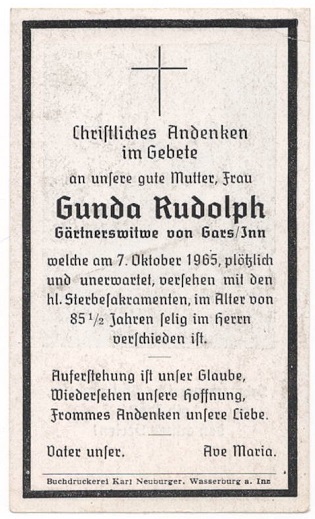 Christliches Andenken
im Gebete
an unsere gute Mutter, Frau
Gunda Rudolph
Gärtnerswitwe von Gars/Inn
welche am 7. Oktober 1965, plötzlich
und unerwartet, versehen mit den
hl. Sterbesakramenten, im Alter von
85 1/2 Jahren selig im Herrn
verschieden ist.
Auferstehung ist unser Glaube,
Wiedersehen unsere Hoffnung,
Frommes Andenken unsere Liebe.
Vater unser. Ave Maria.
Buchdruckerei Karl Neuburger, Wasserburg a. Inn